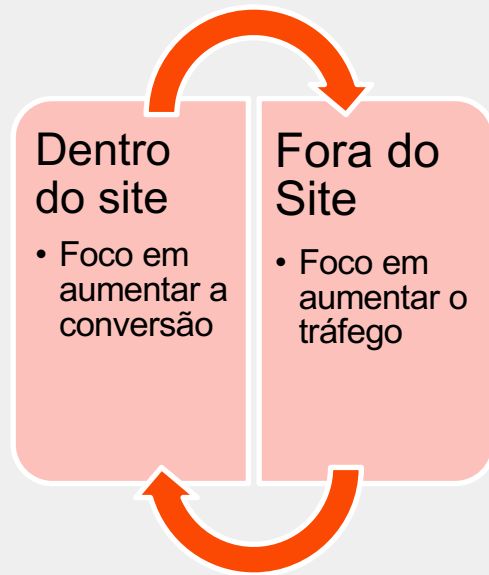 Dentro
do site
• Foco em
aumentar a
conversão
Fora do
Site
• Foco em
aumentar o
tráfego